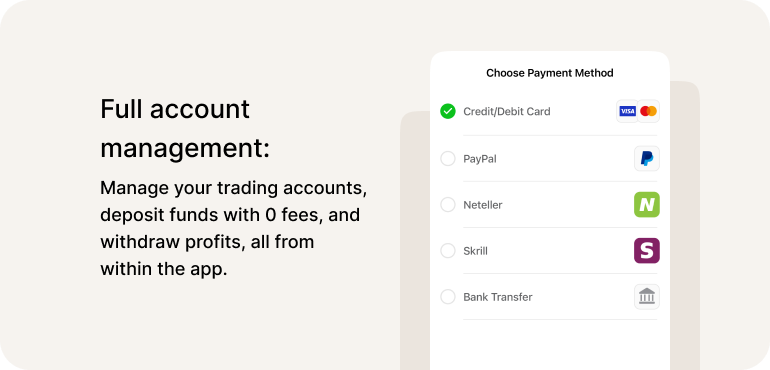 Full account
management:
Manage your trading accounts,
deposit funds with 0 fees, and
withdraw profits, all from
within the app.
Choose Payment Method
Credit/Debit Card VISA
PayPal
Neteller N
Skrill S
Bank Transfer